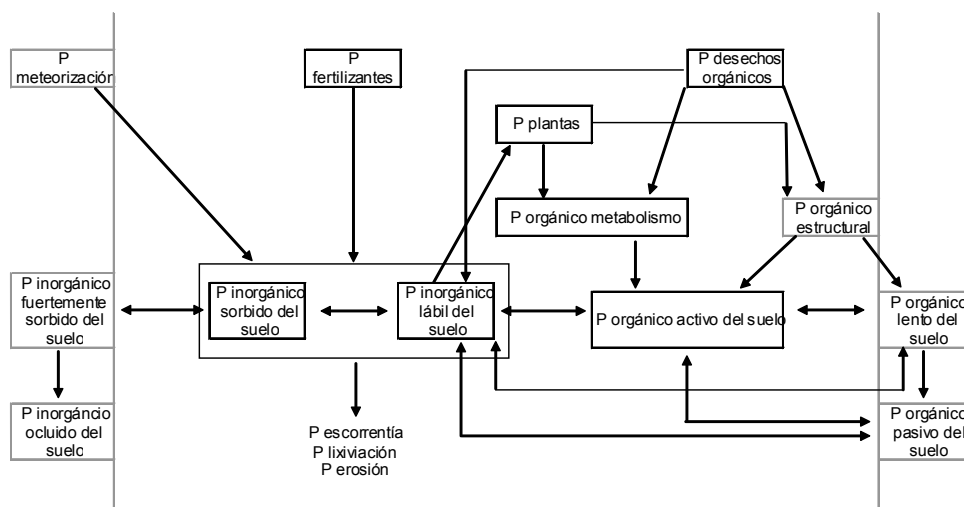 P
meteorización
P
fertilizantes
P desechos
orgánicos
P plantas
P orgánico metabolismo
P orgánico
estructural
P inorgánico
fuertemente
sorbido del
suelo
P inorgánico
sorbido del
suelo
P inorgánico
lábil del
suelo
P orgánico activo del suelo
P orgánico
lento del
suelo
P inorgáncio
ocluido del
suelo
P escorrentía
P lixiviación
P erosión
P orgánico
pasivo del
suelo